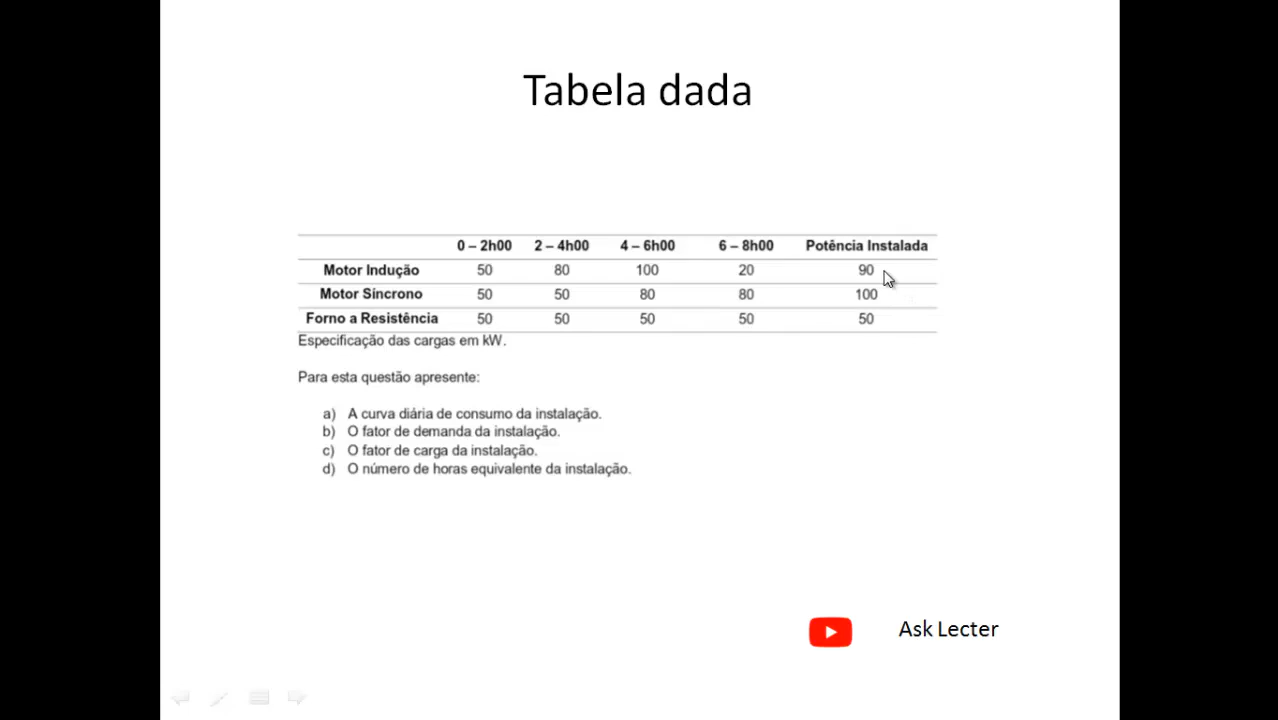 Tabela dada
0 – 2h00 2 – 4h00 4 – 6h00 6 – 8h00 Potência Instalada
Motor Indução 50 80 100 20 90
Motor Síncrono 50 50 80 80 100
Forno a Resistência 50 50 50 50 50
Especificação das cargas em kW.
Para esta questão apresente:
a) A curva diária de consumo da instalação.
b) O fator de demanda da instalação.
c) O fator de carga da instalação.
d) O número de horas equivalente da instalação.
Ask Lecter